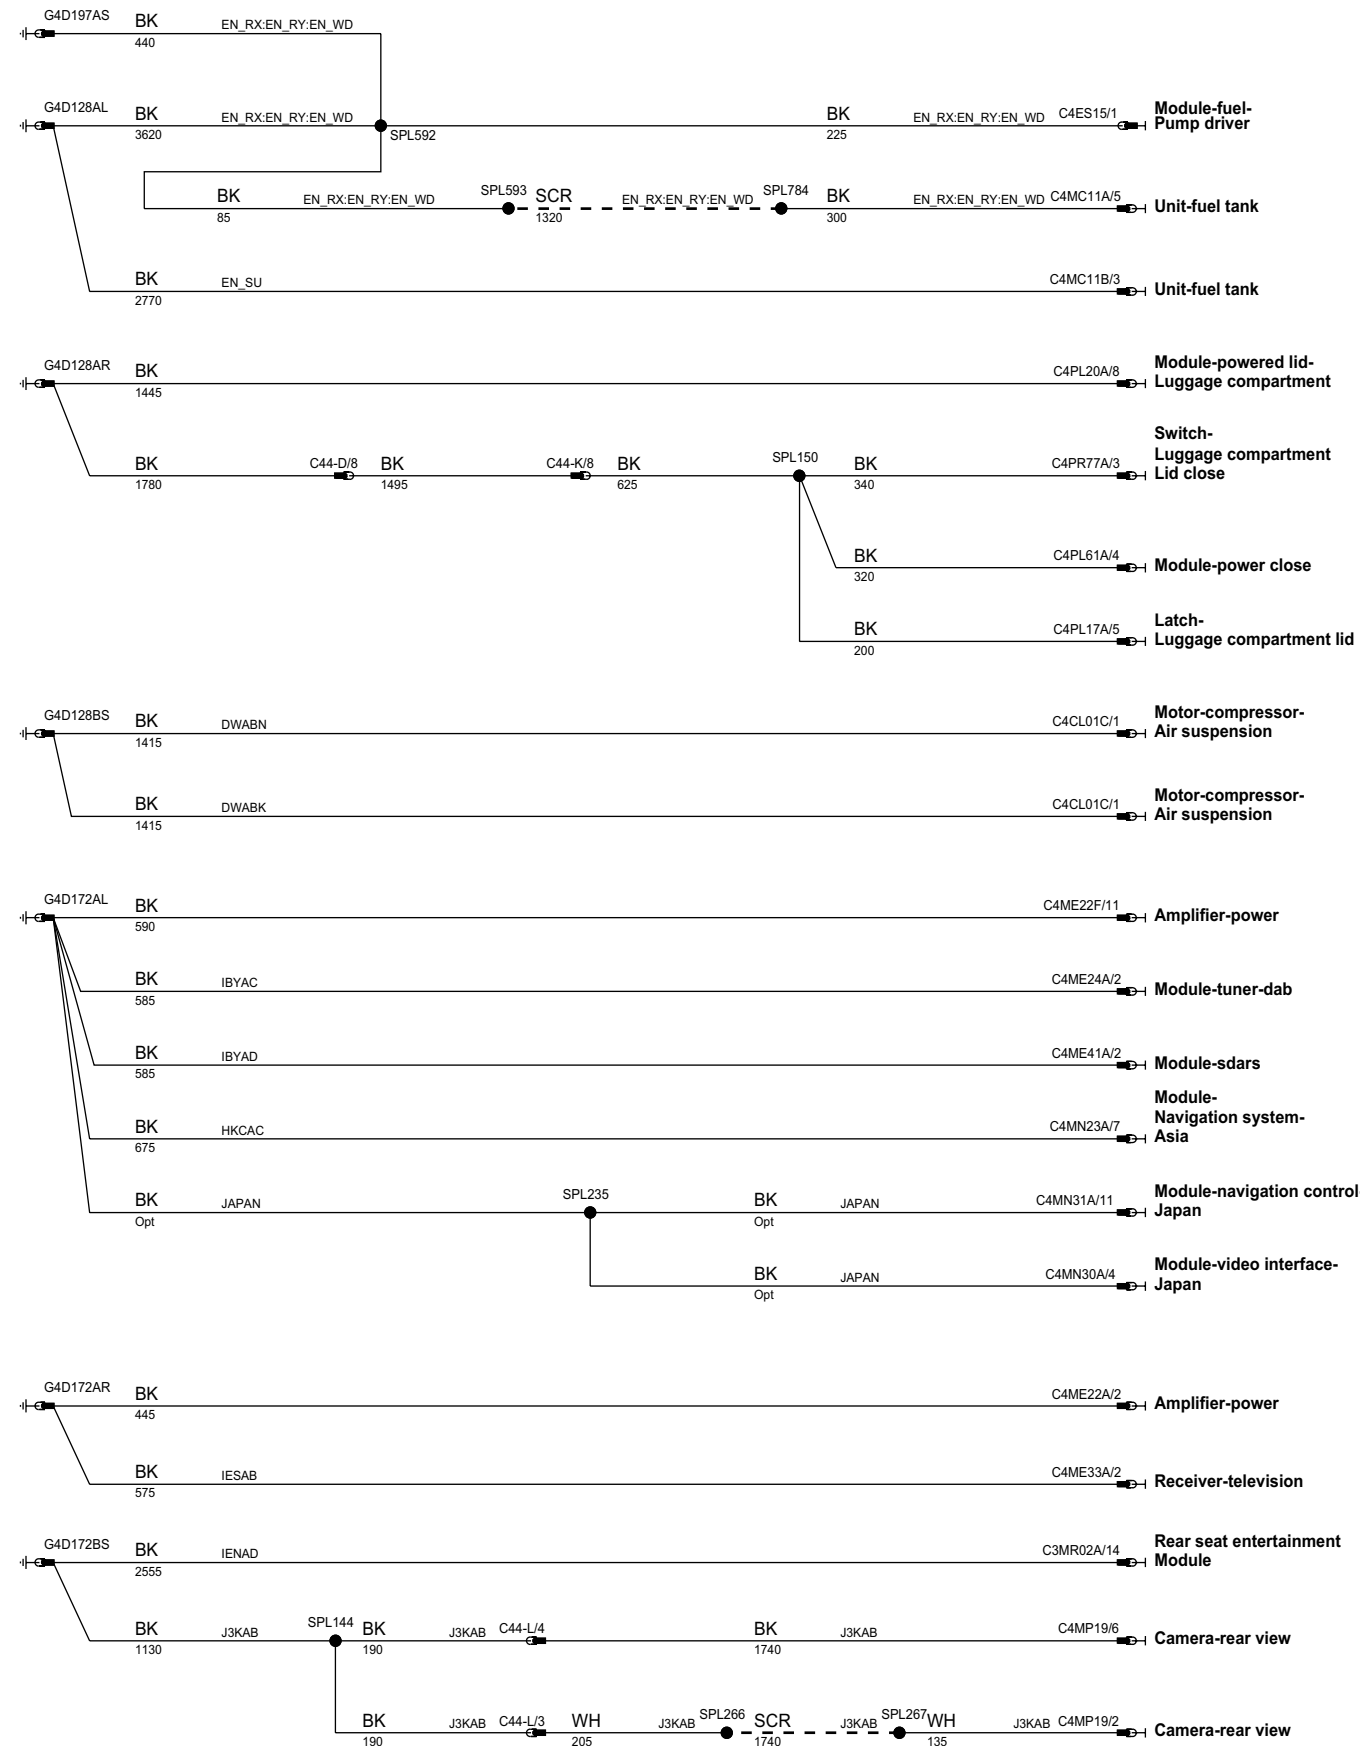 G4D197AS BK EN_RX:EN_RY:EN_WD
440
G4D128AL BK EN_RX:EN_RY:EN_WD BK EN_RX:EN_RY:EN_WD C4ES15/1 Module-fuel-
Pump driver
3620 SPL592 225
BK EN_RX:EN_RY:EN_WD SPL593 SCR EN_RX:EN_RY:EN_WD SPL784 BK EN_RX:EN_RY:EN_WD C4MC11A/5 Unit-fuel tank
85 1320 300
BK EN_SU C4MC11B/3 Unit-fuel tank
2770
G4D128AR BK C4PL20A/8 Module-powered lid-
Luggage compartment
1445
Switch-
Luggage compartment
BK C44-D/8 BK C44-K/8 BK SPL150 BK C4PR77A/3 Lid close
1780 1495 625 340
BK C4PL61A/4 Module-power close
320
Latch-
BK C4PL17A/5 Luggage compartment lid
200
G4D128BS BK DWABN C4CL01C/1 Motor-compressor-
Air suspension
1415
BK DWABK C4CL01C/1 Motor-compressor-
Air suspension
1415
G4D172AL BK C4ME22F/11 Amplifier-power
590
BK IBYAC C4ME24A/2 Module-tuner-dab
585
BK IBYAD C4ME41A/2 Module-sdars
585
Module-
Navigation system-
BK HKCAC C4MN23A/7 Asia
675
BK JAPAN SPL235 BK JAPAN C4MN31A/11 Module-navigation control-
Japan
Opt Opt
BK JAPAN C4MN30A/4 Module-video interface-
Japan
Opt
G4D172AR BK C4ME22A/2 Amplifier-power
445
BK IESAB C4ME33A/2 Receiver-television
575
G4D172BS BK IENAD C3MR02A/14 Rear seat entertainment
Module
2555
BK J3KAB SPL144 BK J3KAB C44-L/4 BK J3KAB C4MP19/6 Camera-rear view
1130 190 1740
BK J3KAB C44-L/3 WH J3KAB SPL266 SCR J3KAB SPL267 WH J3KAB C4MP19/2 Camera-rear view
190 205 1740 135